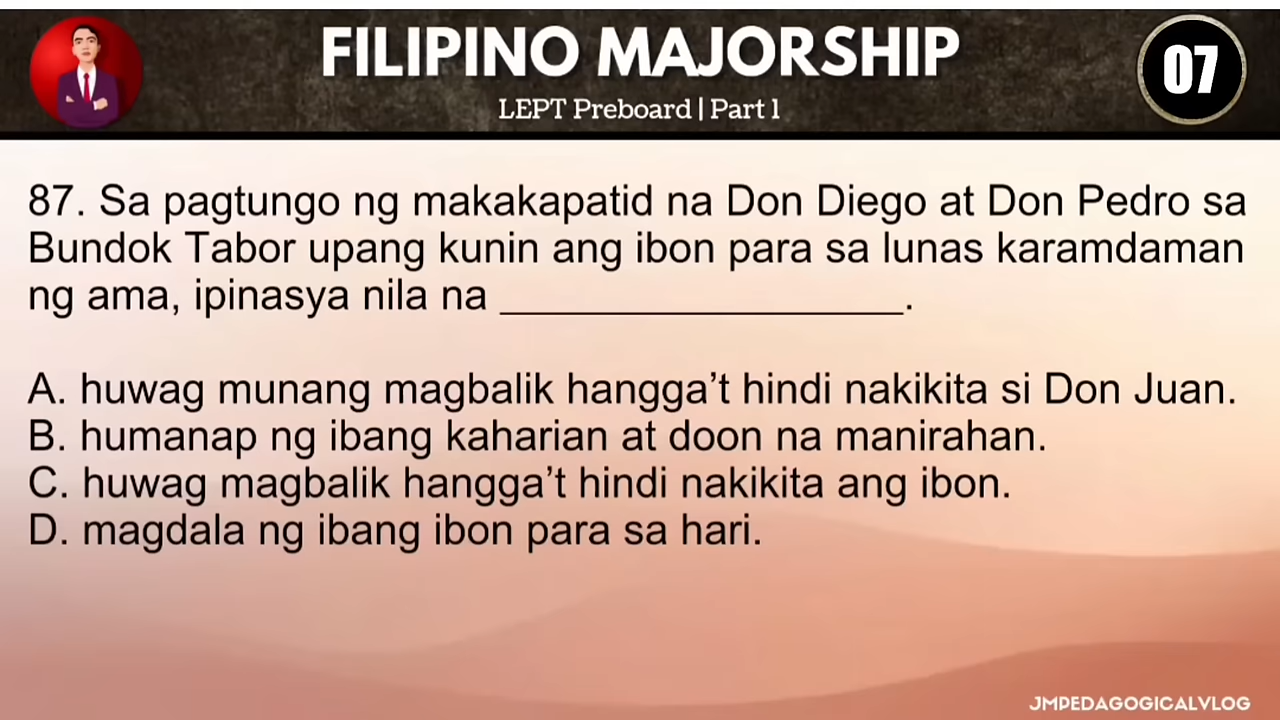 FILIPINO MAJORSHIP
LEPT Preboard | Part 1
07
87. Sa pagtungo ng makakapatid na Don Diego at Don Pedro sa
Bundok Tabor upang kunin ang ibon para sa lunas karamdaman
ng ama, ipinasya nila na __________________.
A. huwag munang magbalik hangga’t hindi nakikita si Don Juan.
B. humanap ng ibang kaharian at doon na manirahan.
C. huwag magbalik hangga’t hindi nakikita ang ibon.
D. magdala ng ibang ibon para sa hari.
JMPEDAGOGICALVLOG